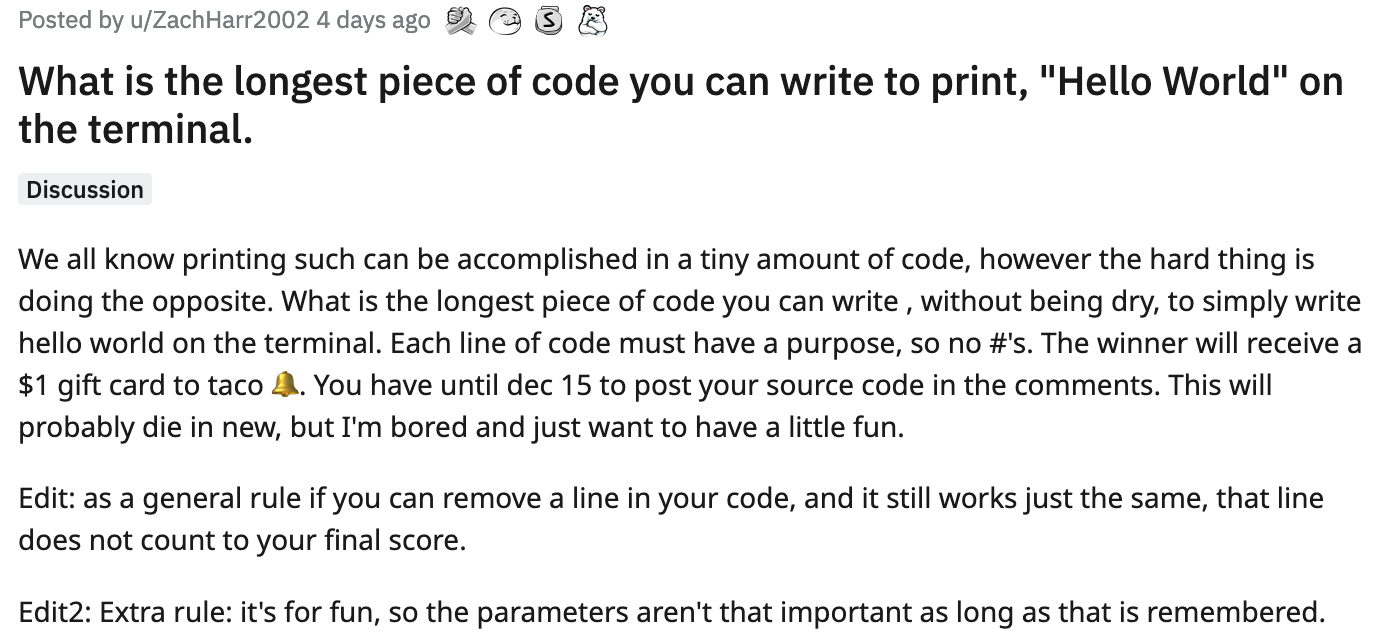 Posted by u/ZachHarr2002 4 days ago
What is the longest piece of code you can write to print, "Hello World" on
the terminal.
Discussion
We all know printing such can be accomplished in a tiny amount of code, however the hard thing is
doing the opposite. What is the longest piece of code you can write , without being dry, to simply write
hello world on the terminal. Each line of code must have a purpose, so no #'s. The winner will receive a
$1 gift card to taco 🔔. You have until dec 15 to post your source code in the comments. This will
probably die in new, but I'm bored and just want to have a little fun.
Edit: as a general rule if you can remove a line in your code, and it still works just the same, that line
does not count to your final score.
Edit2: Extra rule: it's for fun, so the parameters aren't that important as long as that is remembered.